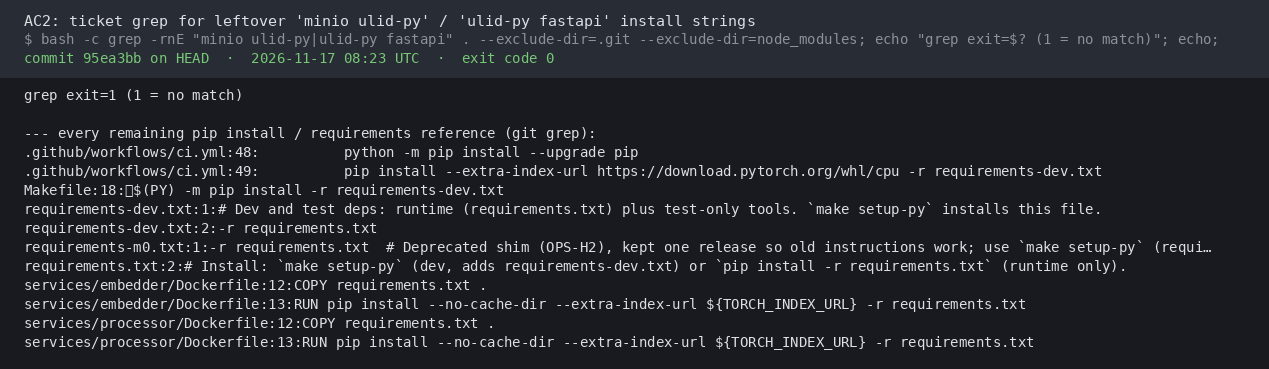 AC2: ticket grep for leftover 'minio ulid-py' / 'ulid-py fastapi' install strings
$ bash -c grep -rnE "minio ulid-py|ulid-py fastapi" . --exclude-dir=.git --exclude-dir=node_modules; echo "grep exit=$? (1 = no match)"; echo;
commit 95ea3bb on HEAD · 2026-11-17 08:23 UTC · exit code 0
grep exit=1 (1 = no match)
--- every remaining pip install / requirements reference (git grep):
.github/workflows/ci.yml:48:          python -m pip install --upgrade pip
.github/workflows/ci.yml:49:          pip install --extra-index-url https://download.pytorch.org/whl/cpu -r requirements-dev.txt
Makefile:18:▯$(PY) -m pip install -r requirements-dev.txt
requirements-dev.txt:1:# Dev and test deps: runtime (requirements.txt) plus test-only tools. `make setup-py` installs this file.
requirements-dev.txt:2:-r requirements.txt
requirements-m0.txt:1:-r requirements.txt  # Deprecated shim (OPS-H2), kept one release so old instructions work; use `make setup-py` (requi…
requirements.txt:2:# Install: `make setup-py` (dev, adds requirements-dev.txt) or `pip install -r requirements.txt` (runtime only).
services/embedder/Dockerfile:12:COPY requirements.txt .
services/embedder/Dockerfile:13:RUN pip install --no-cache-dir --extra-index-url ${TORCH_INDEX_URL} -r requirements.txt
services/processor/Dockerfile:12:COPY requirements.txt .
services/processor/Dockerfile:13:RUN pip install --no-cache-dir --extra-index-url ${TORCH_INDEX_URL} -r requirements.txt